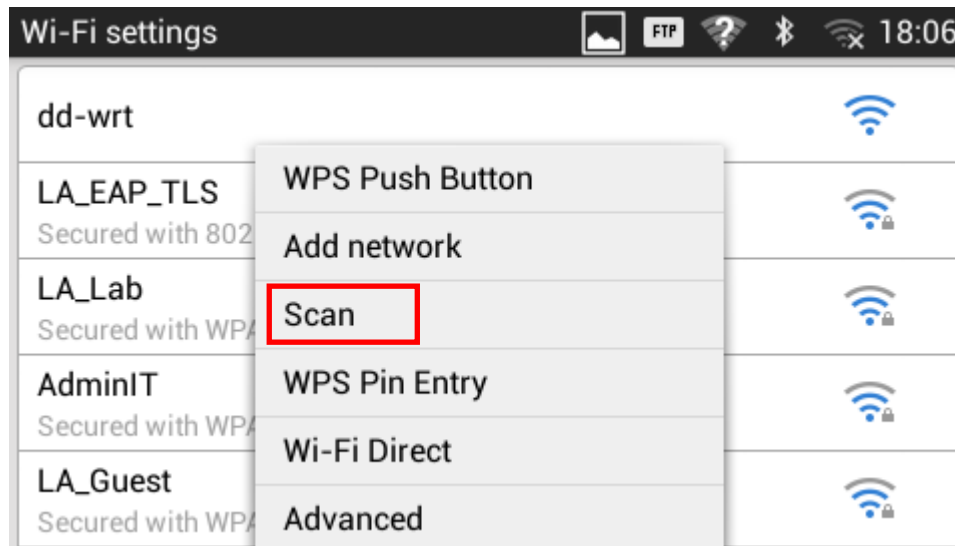 Wi-Fi settings FTP 18:06
dd-wrt
LA_EAP_TLS
Secured with 802
LA_Lab
Secured with WPA
AdminIT
Secured with WPA
LA_Guest
Secured with WPA
WPS Push Button
Add network
Scan
WPS Pin Entry
Wi-Fi Direct
Advanced